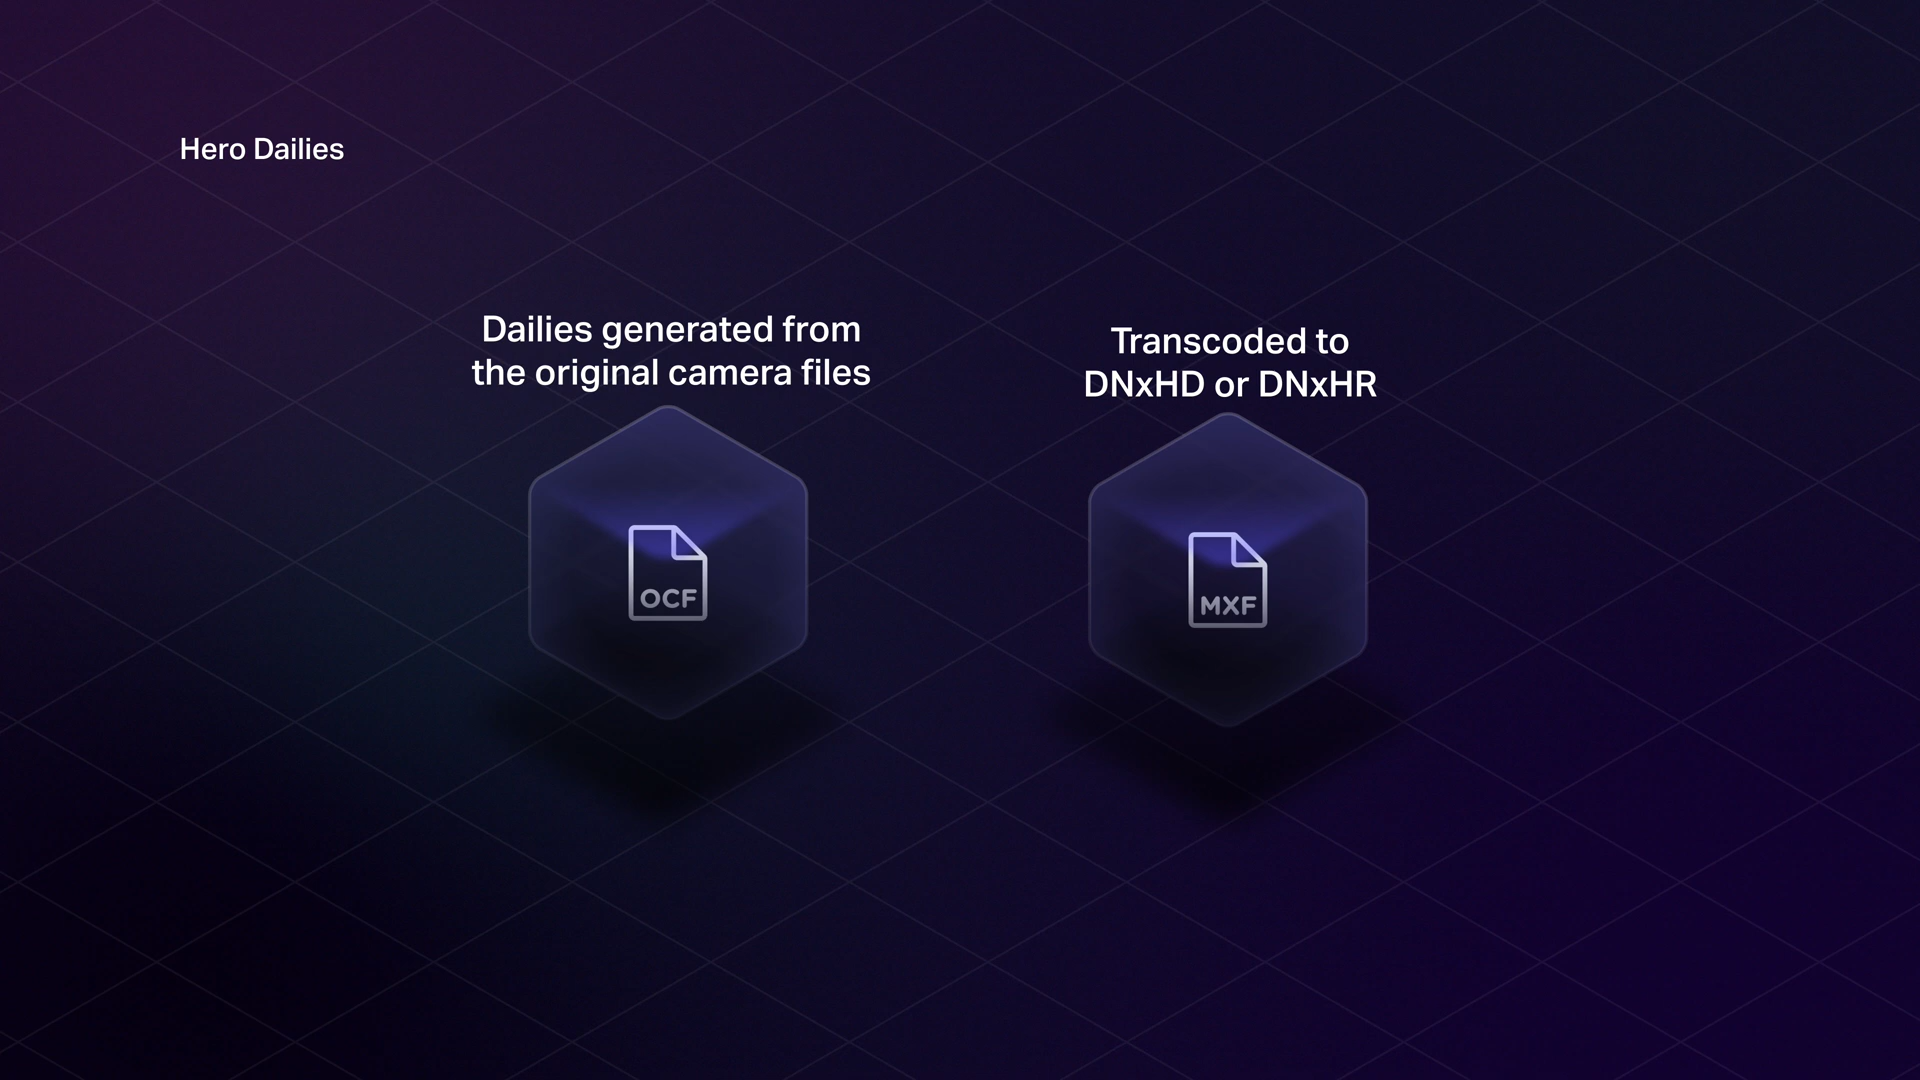 Hero Dailies
Dailies generated from
the original camera files
OCF
Transcoded to
DNxHD or DNxHR
MXF